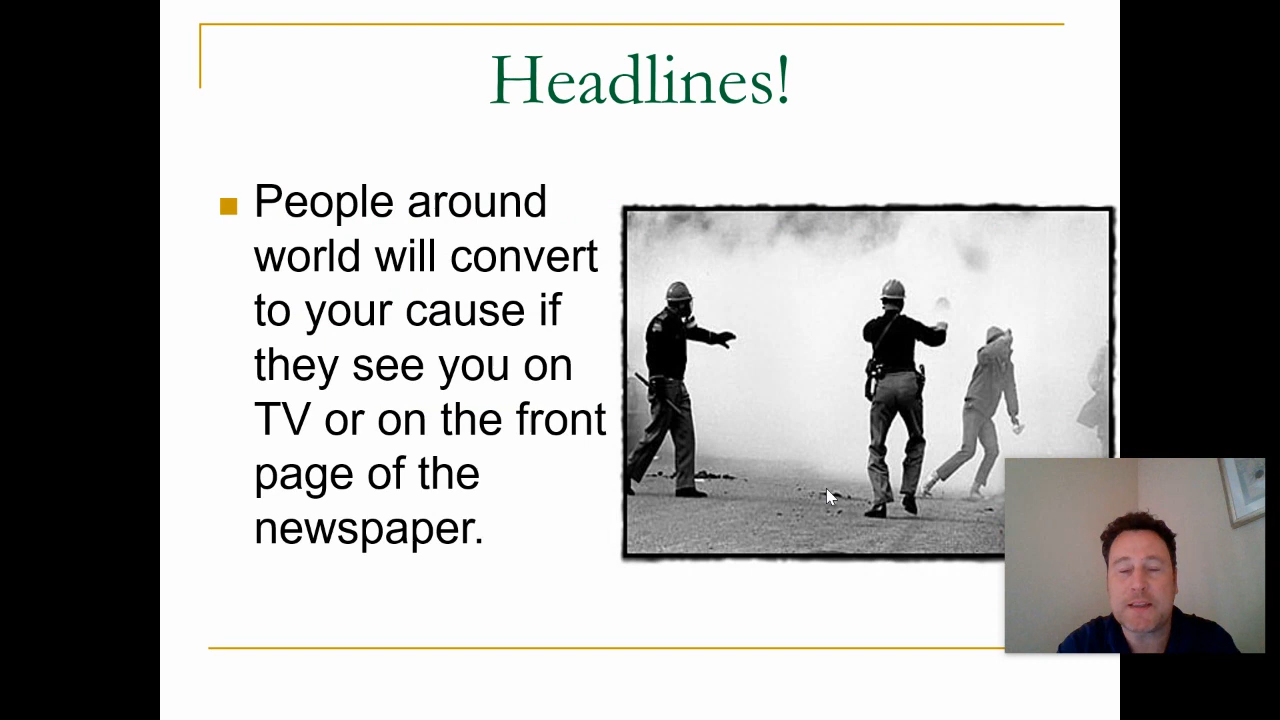 Headlines!
People around
world will convert
to your cause if
they see you on
TV or on the front
page of the
newspaper.